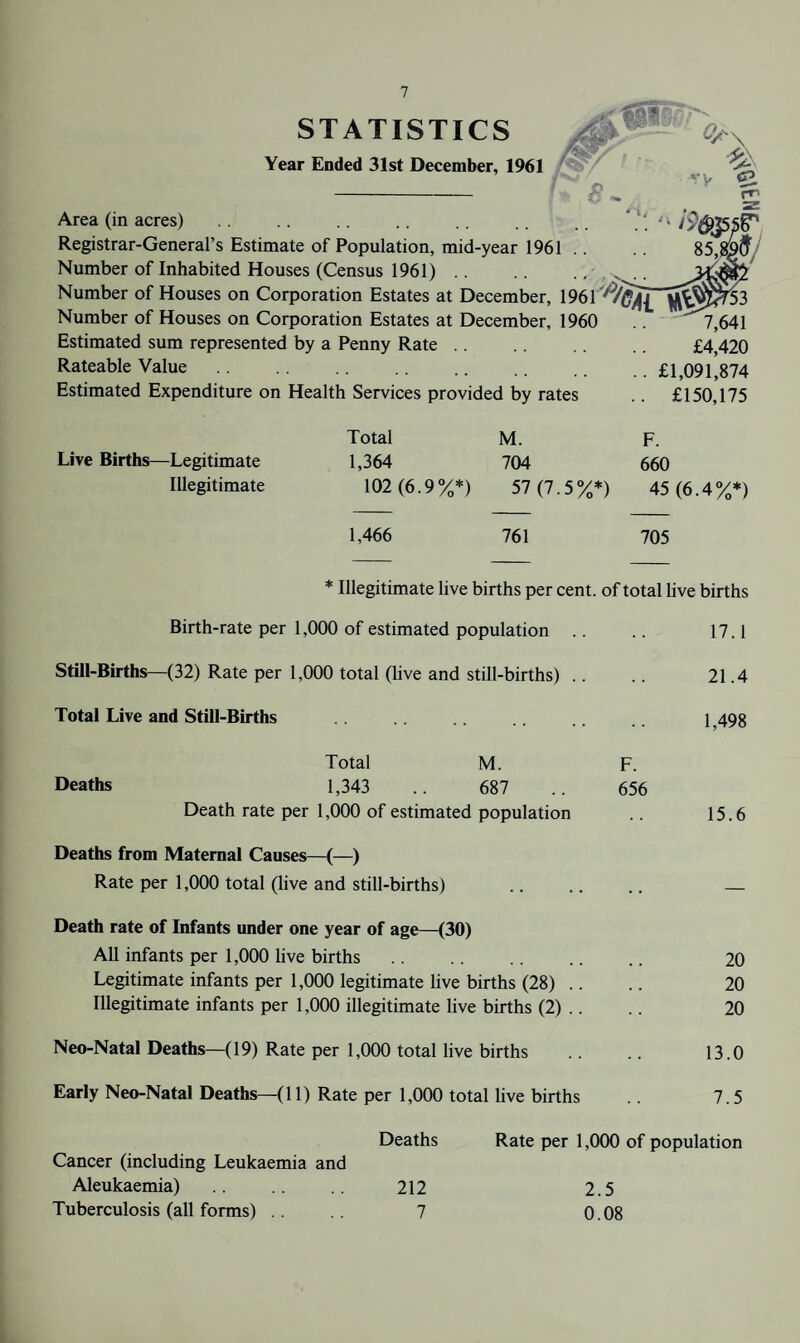 7
STATISTICS
Year Ended 31st December, 1961
Area (in acres) .. .. .. .. .. .. ..
Registrar-General's Estimate of Population, mid-year 1961 .. ..
Number of Inhabited Houses (Census 1961) .. .. ..
Number of Houses on Corporation Estates at December, 1961
Number of Houses on Corporation Estates at December, 1960 .. 7,641
Estimated sum represented by a Penny Rate .. .. .. .. £4,420
Rateable Value .. .. .. .. .. .. .. .. £1,091,874
Estimated Expenditure on Health Services provided by rates .. £150,175
Total M. F.
Live Births—Legitimate 1,364 704 660
Illegitimate 102 (6.9%*) 57 (7.5%*) 45 (6.4%*)
1,466 761 705
* Illegitimate live births per cent. of total live births
Birth-rate per 1,000 of estimated population .. .. 17.1
Still-Births—(32) Rate per 1,000 total (live and still-births) .. .. 21.4
Total Live and Still-Births .. .. .. .. .. .. 1,498
Total M. F.
Deaths 1,343 .. 687 .. 656
Death rate per 1,000 of estimated population .. 15.6
Deaths from Maternal Causes—(—)
Rate per 1,000 total (live and still-births) .. .. .. —
Death rate of Infants under one year of age—(30)
All infants per 1,000 live births .. .. .. .. .. 20
Legitimate infants per 1,000 legitimate live births (28) .. .. 20
Illegitimate infants per 1,000 illegitimate live births (2) .. .. 20
Neo-Natal Deaths—(19) Rate per 1,000 total live births .. .. 13.0
Early Neo-Natal Deaths—(11) Rate per 1,000 total live births .. 7.5
Deaths Rate per 1,000 of population
Cancer (including Leukaemia and
Aleukaemia) .. .. .. 212 2.5
Tuberculosis (all forms) .. .. 7 0.08